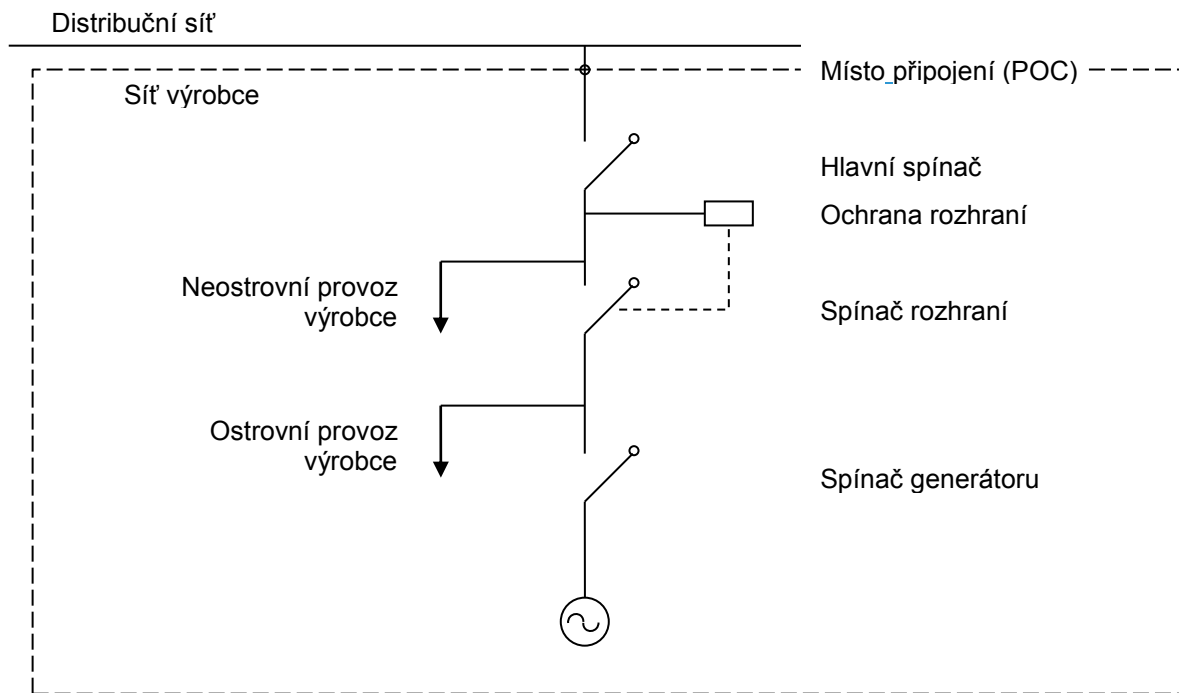 Distribuční síť
Místo připojení (POC)
Síť výrobce
Hlavní spínač
Ochrana rozhraní
Neostrovní provoz
výrobce
Spínač rozhraní
Ostrovní provoz
výrobce
Spínač generátoru